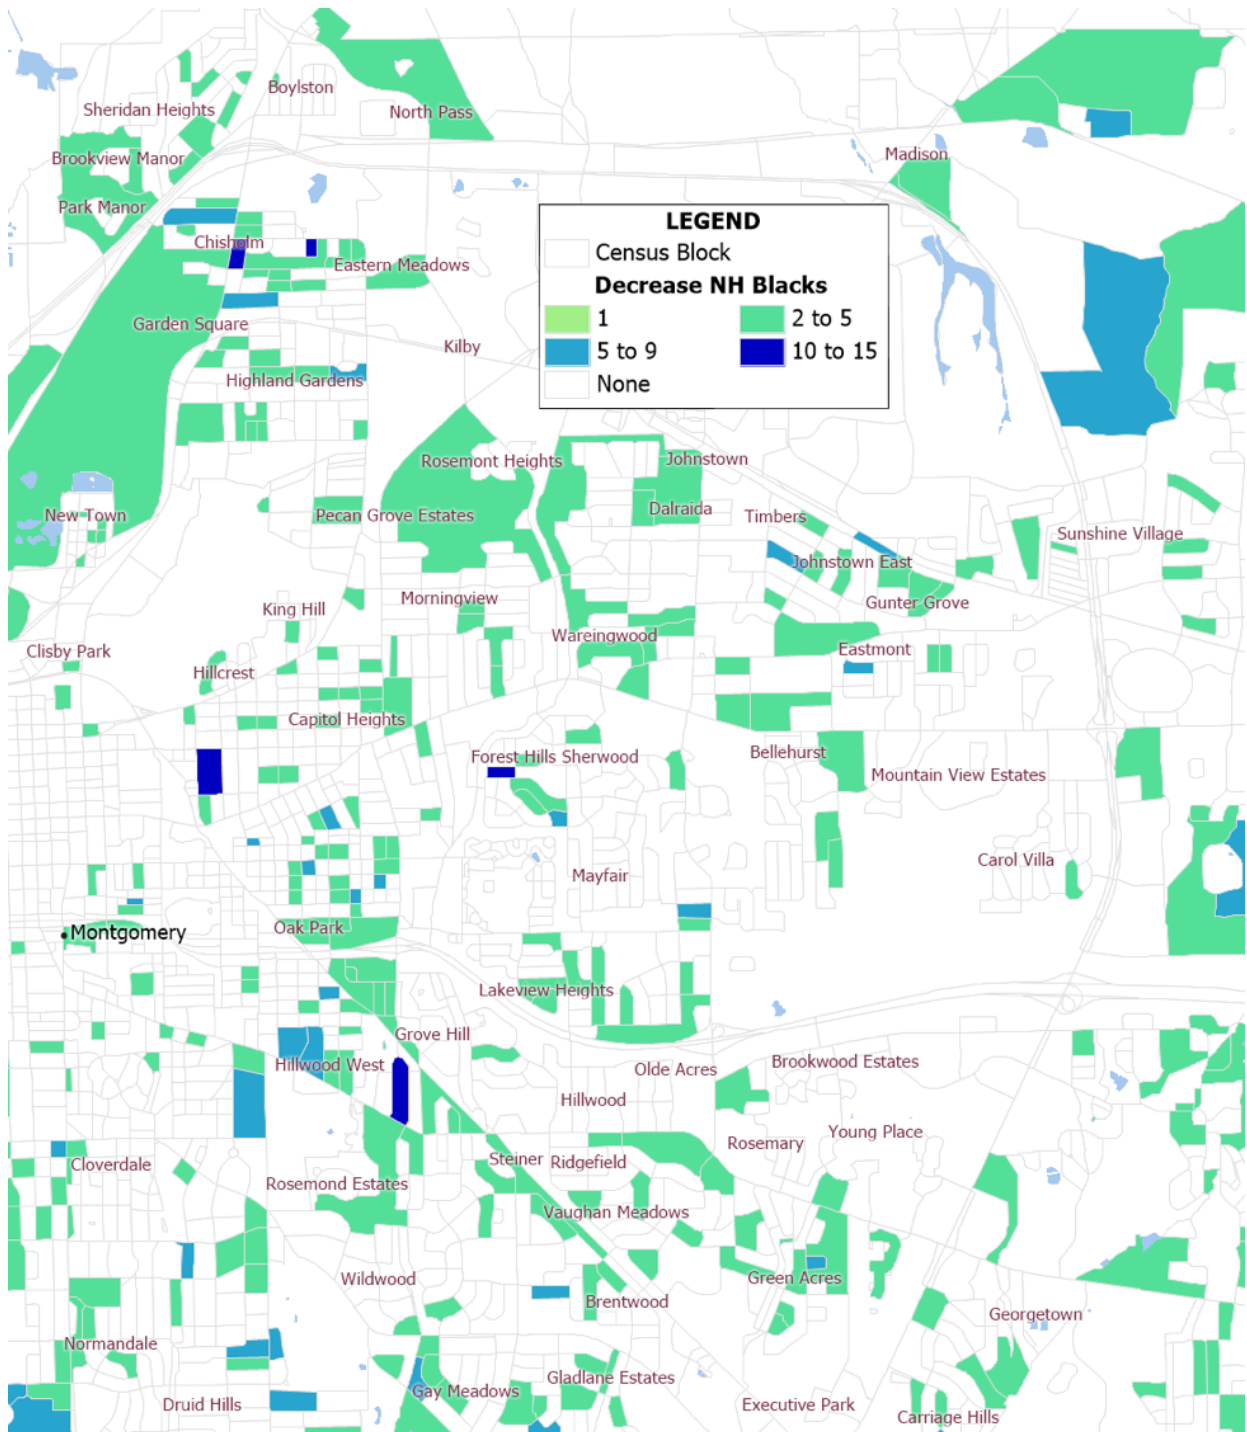 Boylston
Sheridan Heights
North Pass
Brookview Manor
Madison
Park Manor
LEGEND
Census Block
Decrease NH Blacks
1
2 to 5
5 to 9
10 to 15
None
Chisholm
Eastern Meadows
Garden Square
Kilby
Highland Gardens
Rosemont Heights
Johnstown
New Town
Pecan Grove Estates
Dalraida
Timbers
Sunshine Village
Johnstown East
King Hill
Morningview
Gunter Grove
Clisby Park
Wareingwood
Eastmont
Hillcrest
Capitol Heights
Forest Hills Sherwood
Bellehurst
Mountain View Estates
Mayfair
Carol Villa
Montgomery
Oak Park
Lakeview Heights
Grove Hill
Hillwood West
Olde Acres
Brookwood Estates
Hillwood
Rosemary
Young Place
Cloverdale
Steiner
Ridgefield
Rosemond Estates
Vaughan Meadows
Wildwood
Green Acres
Brentwood
Georgetown
Normandale
Gay Meadows
Gladlane Estates
Druid Hills
Executive Park
Carriage Hills